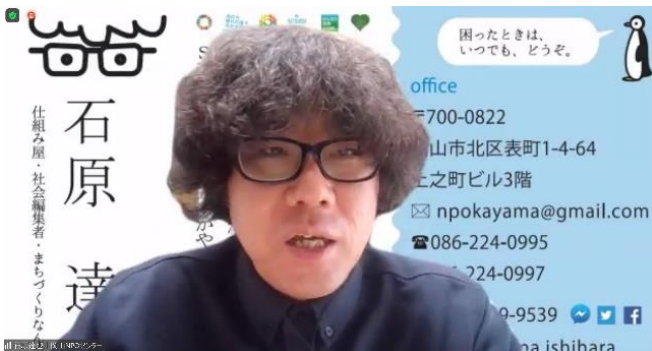 石原 達
仕組み屋・社会編集者・まちづくりなん
困ったときは、
いつでも、どうぞ。
office
〒700-0822
山市北区表町1-4-64
上之町ビル3階
npokayama@gmail.com
☎086-224-0995
224-0997
9-9539
ishihara